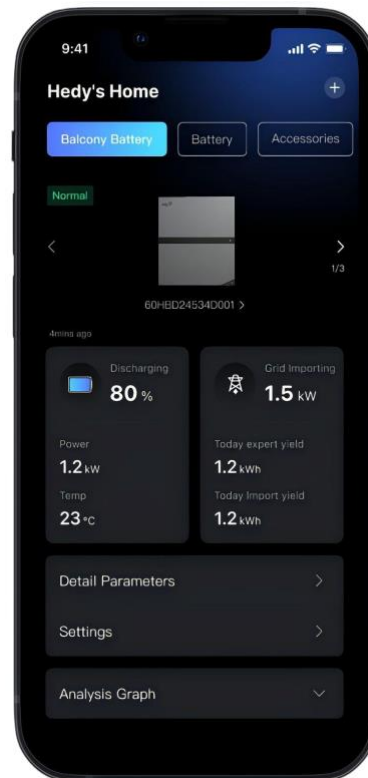 9:41
Hedy's Home
Balcony Battery
Battery
Accessories
Normal
1/3
60HBD24534D001 >
4mins ago
Discharging
80 %
Grid Importing
1.5 kW
Power
1.2 kW
Today expert yield
1.2 kWh
Temp
23 °C
Today Import yield
1.2 kWh
Detail Parameters
Settings
Analysis Graph